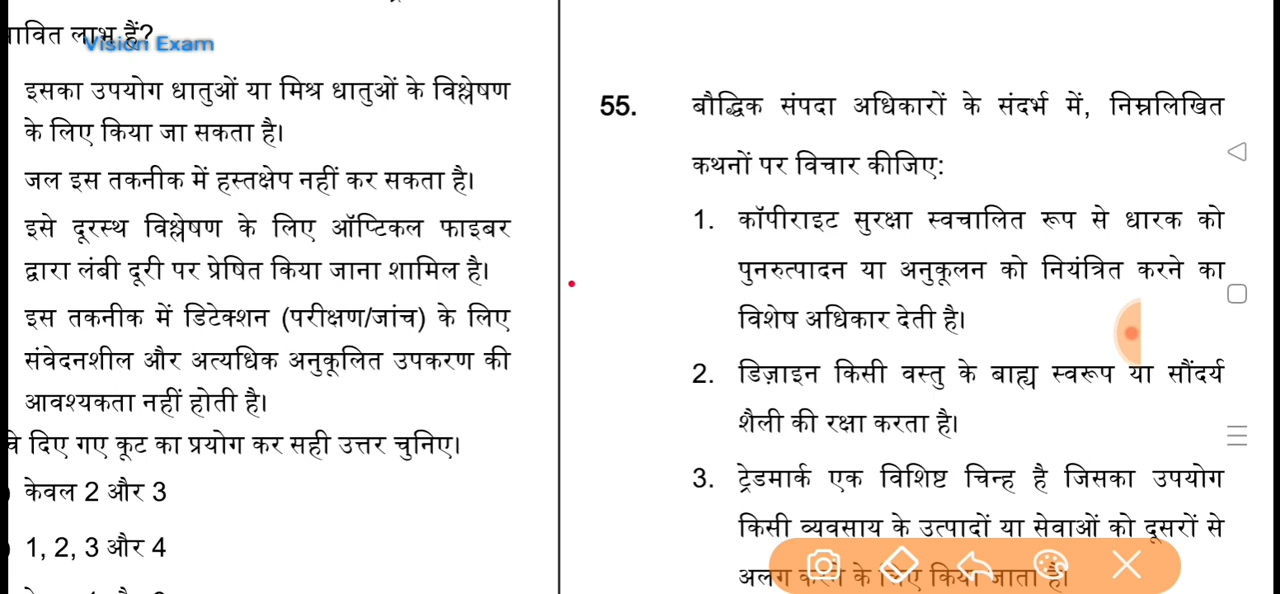 लाभ हैं?
Vision Exam
इसका उपयोग धातुओं या मिश्र धातुओं के विश्लेषण
के लिए किया जा सकता है।
जल इस तकनीक में हस्तक्षेप नहीं कर सकता है।
इसे दूरस्थ विश्लेषण के लिए ऑप्टिकल फाइबर
द्वारा लंबी दूरी पर प्रेषित किया जाना शामिल है।
इस तकनीक में डिटेक्शन (परीक्षण/जांच) के लिए
संवेदनशील और अत्यधिक अनुकूलित उपकरण की
आवश्यकता नहीं होती है।
दिए गए कूट का प्रयोग कर सही उत्तर चुनिए।
केवल 2 और 3
1, 2, 3 और 4
55. बौद्धिक संपदा अधिकारों के संदर्भ में, निम्नलिखित
कथनों पर विचार कीजिए:
1. कॉपीराइट सुरक्षा स्वचालित रूप से धारक को
पुनरुत्पादन या अनुकूलन को नियंत्रित करने का
विशेष अधिकार देती है।
2. डिज़ाइन किसी वस्तु के बाह्य स्वरूप या सौंदर्य
शैली की रक्षा करता है।
3. ट्रेडमार्क एक विशिष्ट चिन्ह है जिसका उपयोग
किसी व्यवसाय के उत्पादों या सेवाओं को दूसरों से
अलग करने के लिए किया जाता है।